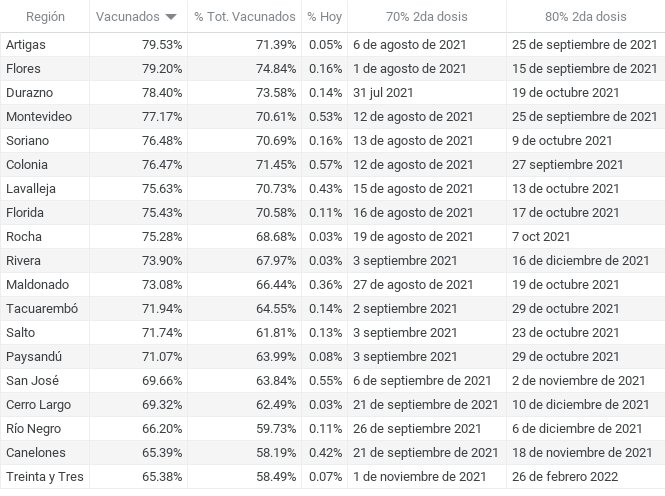 Región Vacunados % Tot. Vacunados % Hoy 70% 2da dosis 80% 2da dosis
Artigas 79.53% 71.39% 0.05% 6 de agosto de 2021 25 de septiembre de 2021
Flores 79.20% 74.84% 0.16% 1 de agosto de 2021 15 de septiembre de 2021
Durazno 78.40% 73.58% 0.14% 31 jul 2021 19 de octubre de 2021
Montevideo 77.17% 70.61% 0.53% 12 de agosto de 2021 25 de septiembre de 2021
Soriano 76.48% 70.69% 0.16% 13 de agosto de 2021 9 de octubre de 2021
Colonia 76.47% 71.45% 0.57% 12 de agosto de 2021 27 septiembre 2021
Lavalleja 75.63% 70.73% 0.43% 15 de agosto de 2021 13 de octubre de 2021
Florida 75.43% 70.58% 0.11% 16 de agosto de 2021 17 de octubre de 2021
Rocha 75.28% 68.68% 0.03% 19 de agosto de 2021 7 oct 2021
Rivera 73.90% 67.97% 0.03% 3 septiembre 2021 16 de diciembre de 2021
Maldonado 73.08% 66.44% 0.36% 27 de agosto de 2021 19 de octubre de 2021
Tacuarembó 71.94% 64.55% 0.14% 2 septiembre 2021 29 de octubre de 2021
Salto 71.74% 61.81% 0.13% 3 septiembre 2021 23 de octubre de 2021
Paysandú 71.07% 63.99% 0.08% 3 septiembre 2021 29 de octubre de 2021
San José 69.66% 63.84% 0.55% 6 de septiembre de 2021 2 de noviembre de 2021
Cerro Largo 69.32% 62.49% 0.03% 21 de septiembre de 2021 10 de diciembre de 2021
Río Negro 66.20% 59.73% 0.11% 26 de septiembre 2021 6 de diciembre de 2021
Canelones 65.39% 58.19% 0.42% 21 de septiembre de 2021 18 de noviembre de 2021
Treinta y Tres 65.38% 58.49% 0.07% 1 de noviembre de 2021 26 de febrero 2022